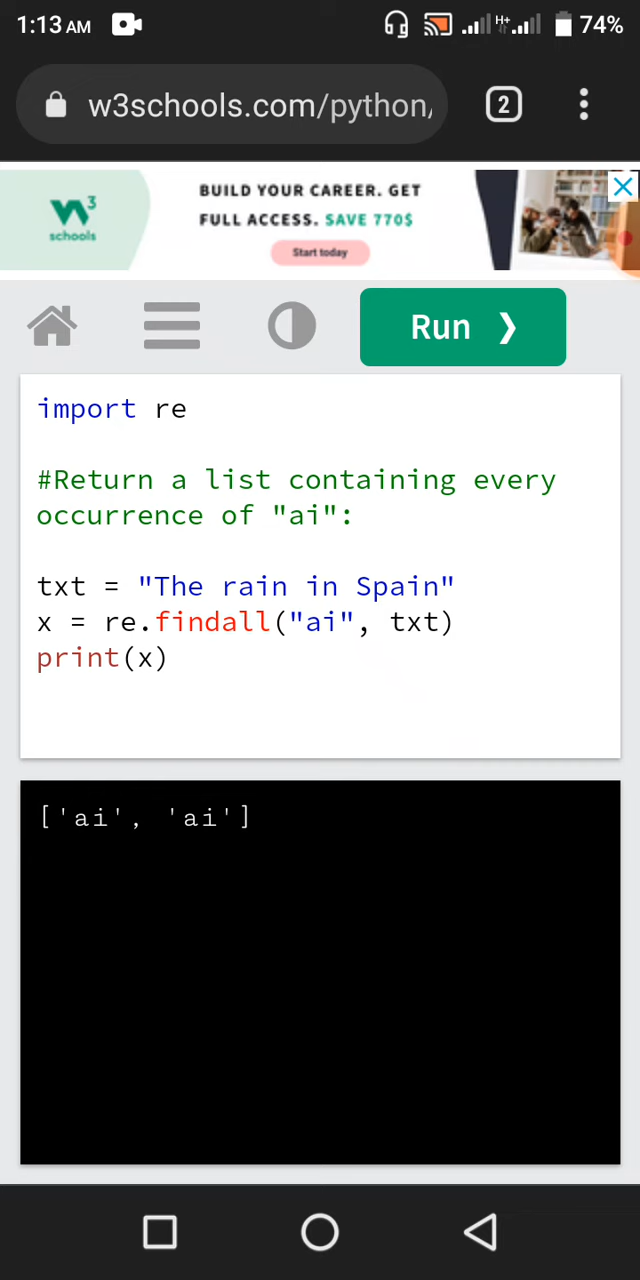 1:13 AM H+ 74%
w3schools.com/python,
2
W3
schools
BUILD YOUR CAREER. GET
FULL ACCESS. SAVE 770$
Start today
Run ❯
import re
#Return a list containing every
occurrence of "ai":
txt = "The rain in Spain"
x = re.findall("ai", txt)
print(x)
['ai', 'ai']